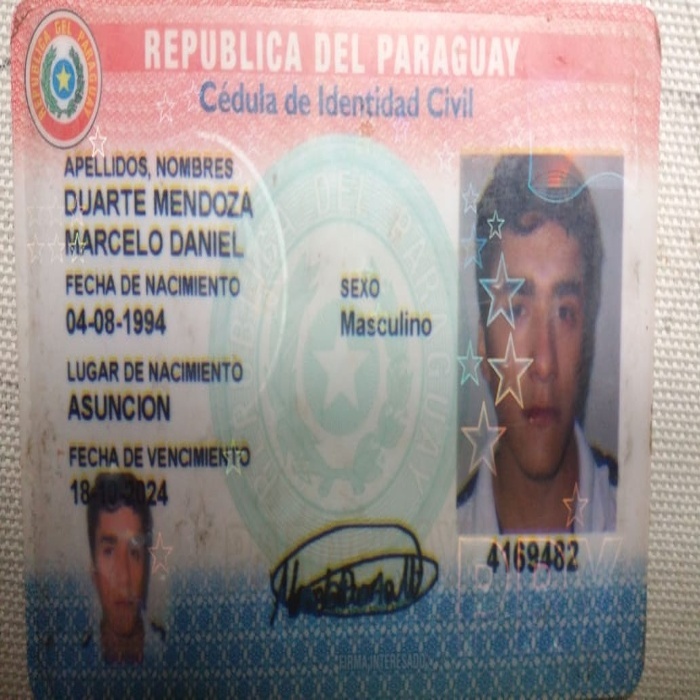 REPUBLICA DEL PARAGUAY
Cédula de Identidad Civil
APELLIDOS, NOMBRES
DUARTE MENDOZA
MARCELO DANIEL
FECHA DE NACIMIENTO
04-08-1994
SEXO
Masculino
LUGAR DE NACIMIENTO
ASUNCION
FECHA DE VENCIMIENTO
18-10-2024
4169482
FIRMA INTERESADO